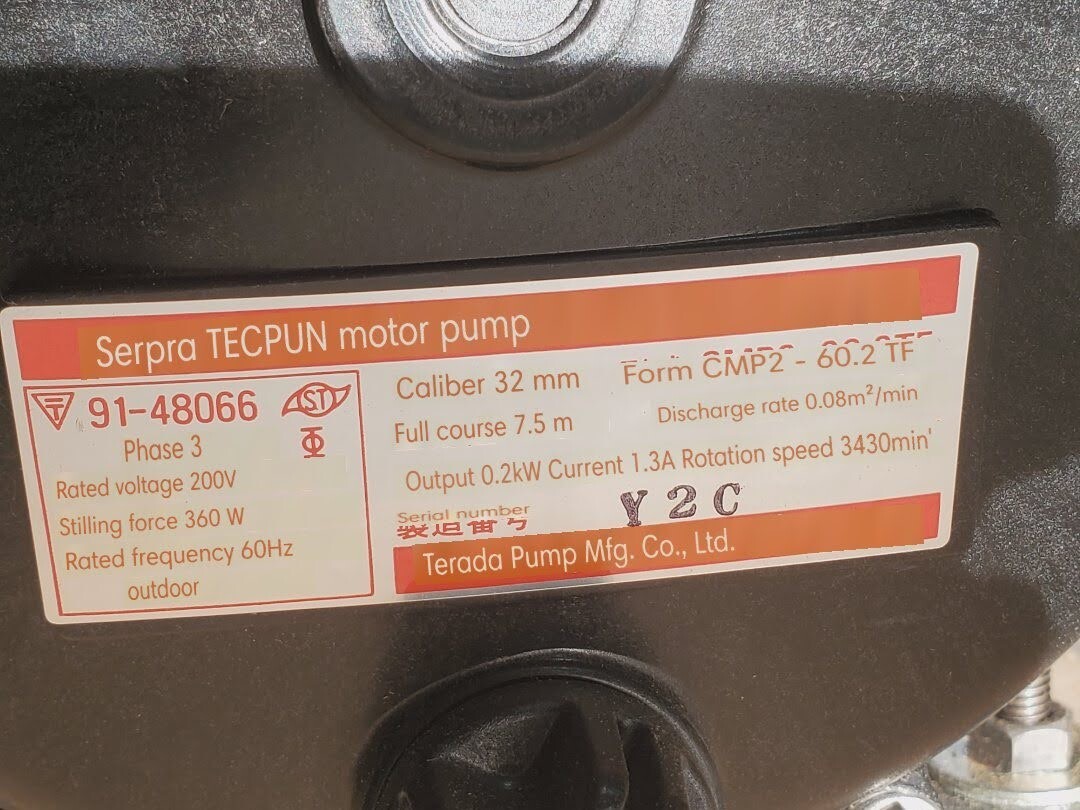 Serpra TECPUN motor pump
91-48066
ST
Phase 3
Rated voltage 200V
Stilling force 360 W
Rated frequency 60Hz
outdoor
Caliber 32 mm
Form CMP2 - 60.2 TF
Full course 7.5 m
Discharge rate 0.08m²/min
Output 0.2kW Current 1.3A Rotation speed 3430min'
Serial number
Y2C
Terada Pump Mfg. Co., Ltd.